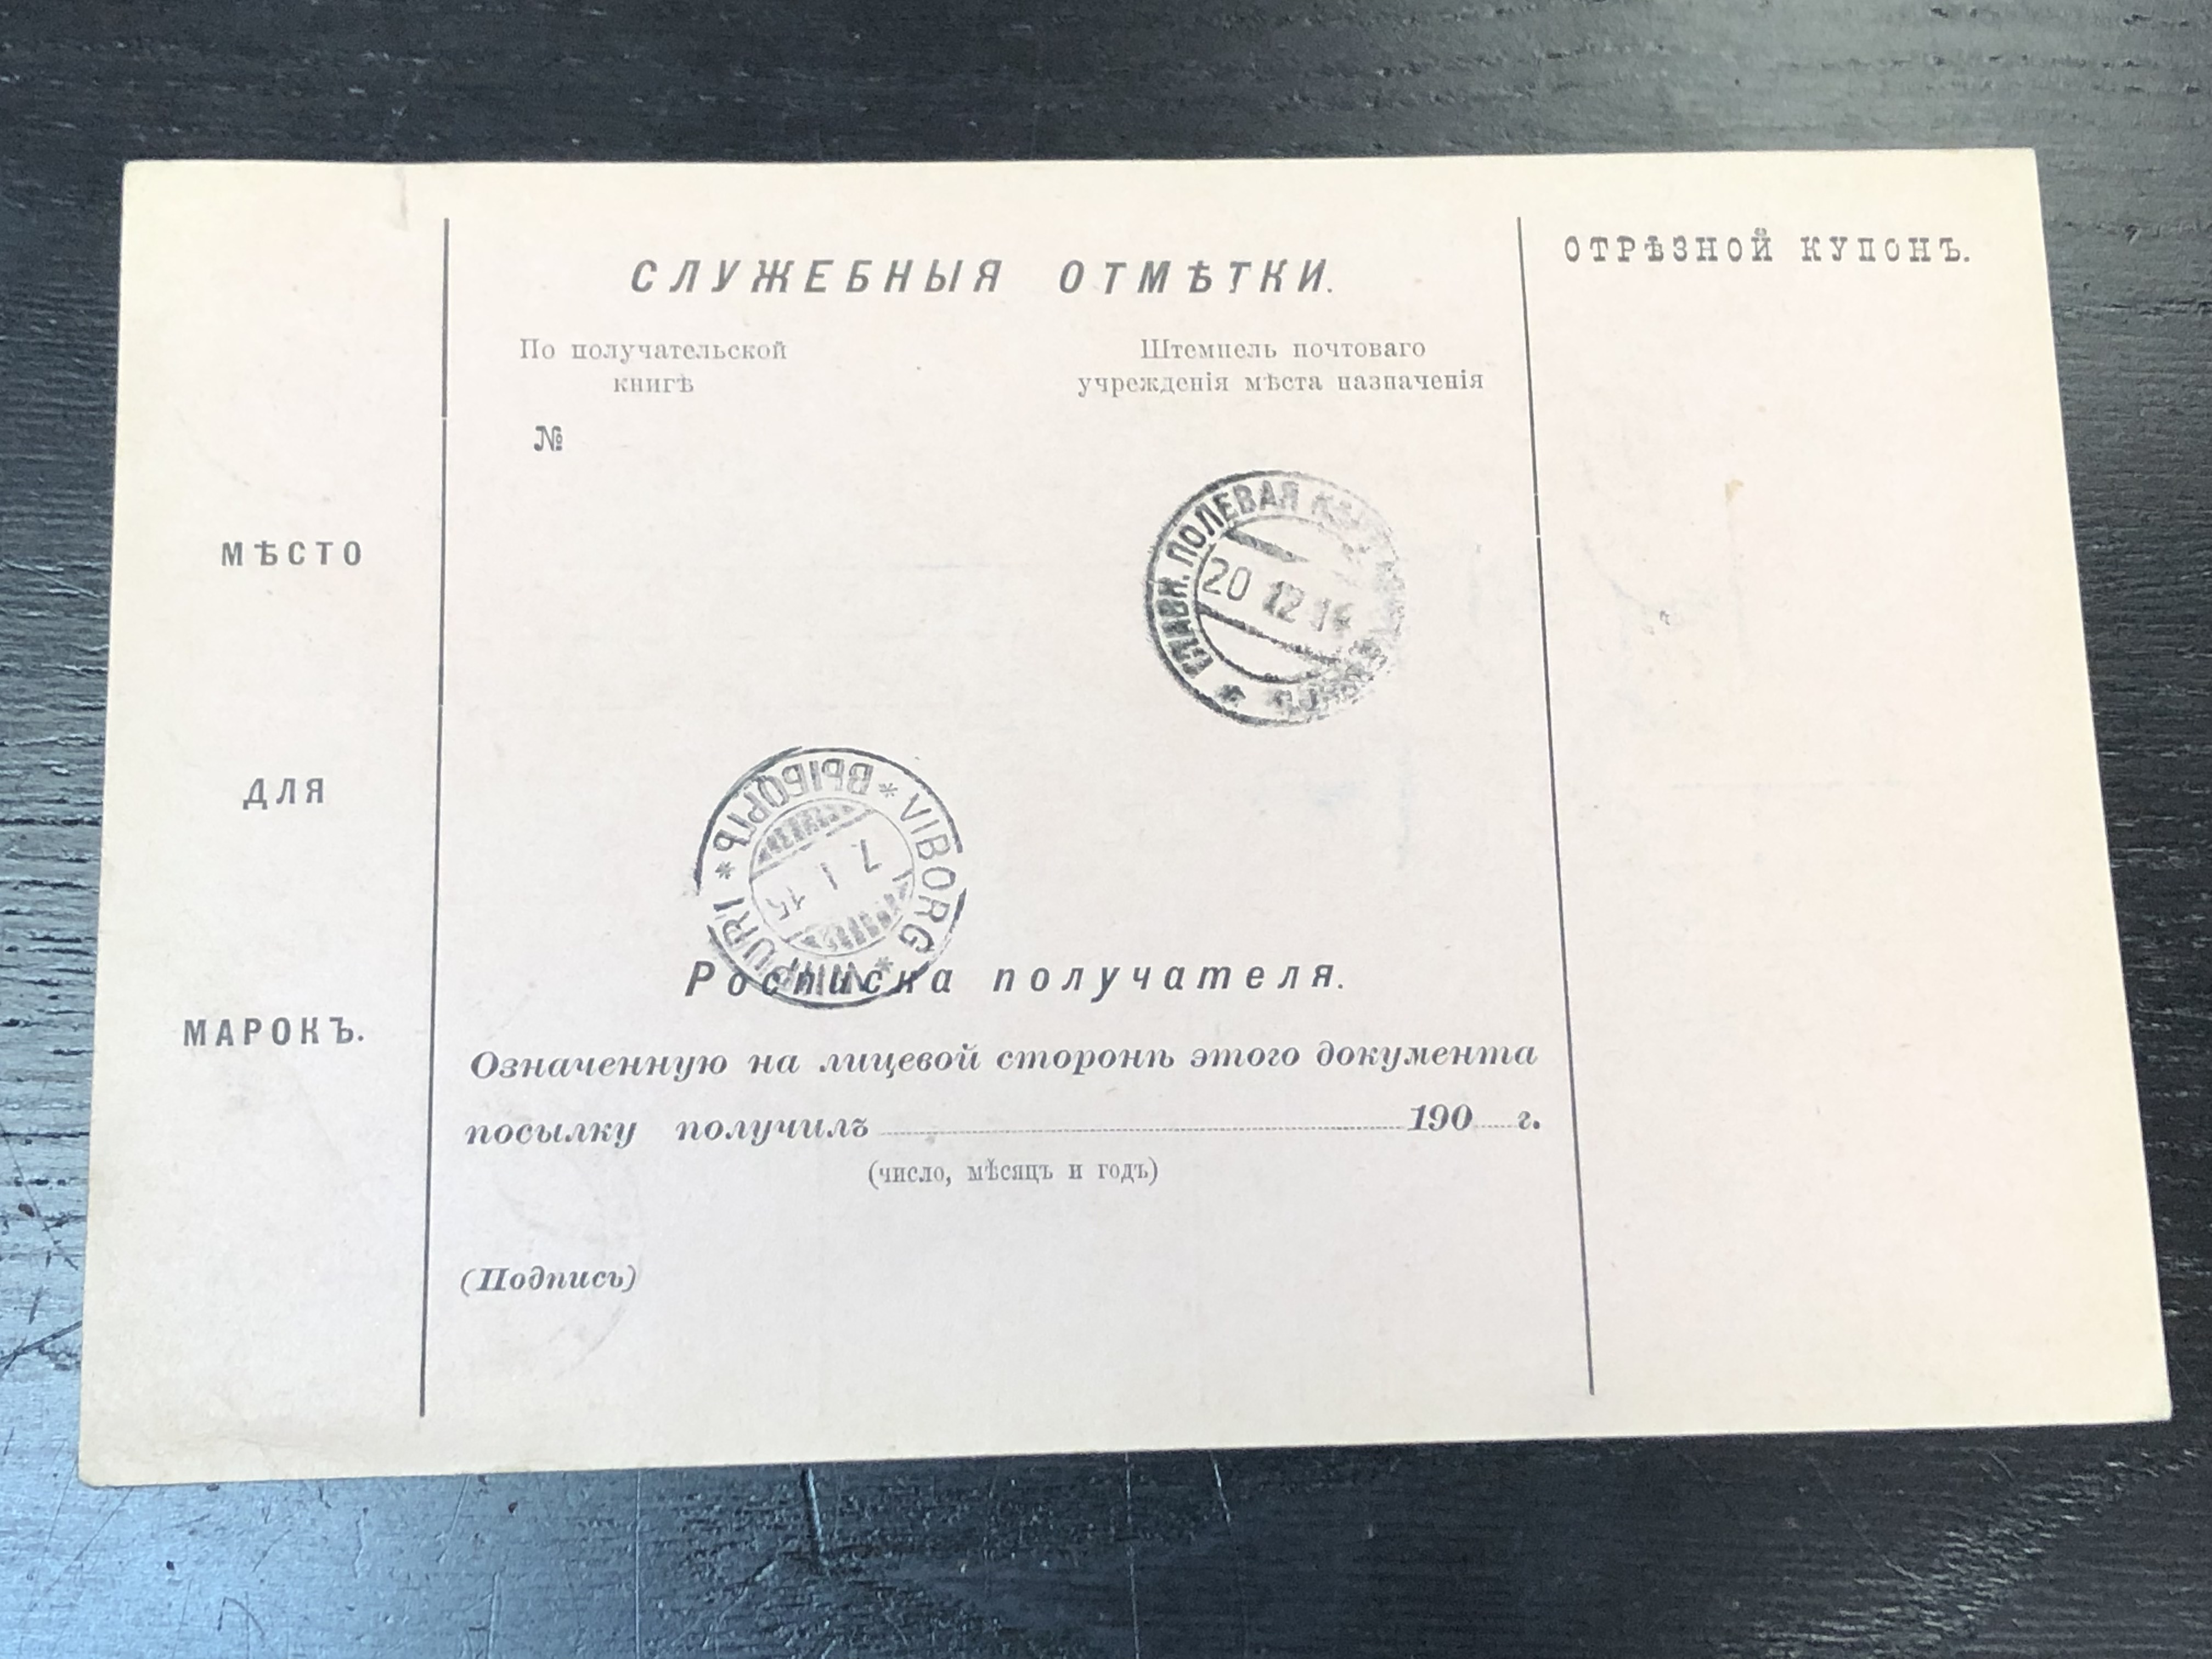 СЛУЖЕБНЫЯ ОТМѢТКИ.
ОТРѢЗНОЙ КУПОНЪ.
По получательской
книгѣ
№
Штемпель почтоваго
учрежденія мѣста назначенія
МѢСТО
ДЛЯ
МАРОКЪ.
ГЛАВН. ПОЛЕВАЯ
20 12 14
ВЫБОРГЪ * VIBORG * VIIPURI *
7 1 15
Росписка получателя.
Означенную на лицевой сторонѣ этого документа
посылку получилъ 190 г.
(число, мѣсяцъ и годъ)
(Подпись)